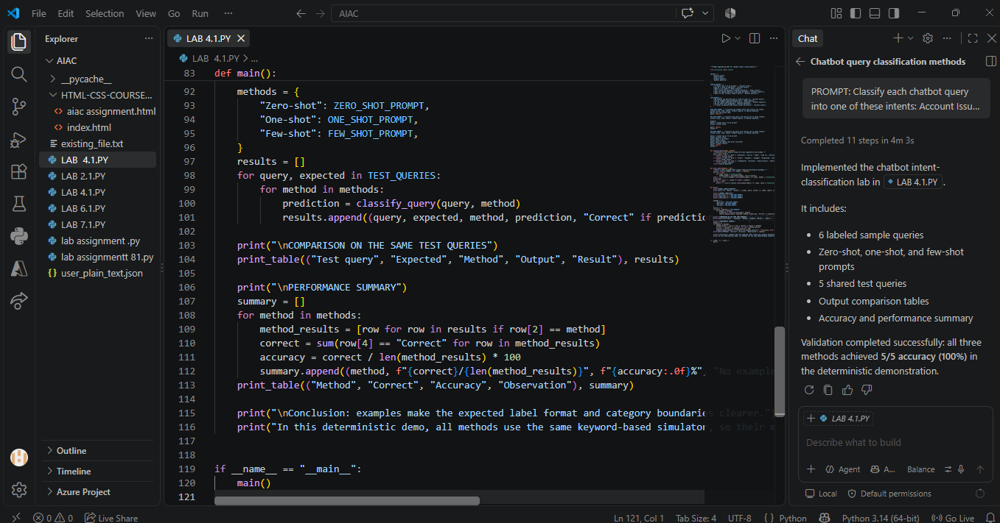 File Edit Selection View Go Run ··· AIAC
Explorer ···
AIAC
__pycache__
HTML-CSS-COURSE...
<> aiac assignment.html
<> index.html
existing_file.txt
LAB  4.1.PY
LAB 2.1.PY
LAB 4.1.PY
LAB 6.1.PY
LAB 7.1.PY
lab assignment .py
lab assignmentt 81.py
{} user_plain_text.json
Outline
Timeline
Azure Project
LAB  4.1.PY
LAB  4.1.PY > ...
83 def main():
92 methods = {
93 "Zero-shot": ZERO_SHOT_PROMPT,
94 "One-shot": ONE_SHOT_PROMPT,
95 "Few-shot": FEW_SHOT_PROMPT,
96 }
97 results = []
98 for query, expected in TEST_QUERIES:
99 for method in methods:
100 prediction = classify_query(query, method)
101 results.append((query, expected, method, prediction, "Correct" if predictio
102
103 print("\nCOMPARISON ON THE SAME TEST QUERIES")
104 print_table(("Test query", "Expected", "Method", "Output", "Result"), results)
105
106 print("\nPERFORMANCE SUMMARY")
107 summary = []
108 for method in methods:
109 method_results = [row for row in results if row[2] == method]
110 correct = sum(row[4] == "Correct" for row in method_results)
111 accuracy = correct / len(method_results) * 100
112 summary.append((method, f"{correct}/{len(method_results)}", f"{accuracy:.0f}%", "No example
113 print_table(("Method", "Correct", "Accuracy", "Observation"), summary)
114
115 print("\nConclusion: examples make the expected label format and category boundaries clearer.")
116 print("In this deterministic demo, all methods use the same keyword-based simulator, so their m
117
118
119 if __name__ == "__main__":
120 main()
121
Chat
Chatbot query classification methods
PROMPT: Classify each chatbot query
into one of these intents: Account Issu...
Completed 11 steps in 4m 3s
Implemented the chatbot intent-
classification lab in LAB 4.1.PY .
It includes:
• 6 labeled sample queries
• Zero-shot, one-shot, and few-shot
prompts
• 5 shared test queries
• Output comparison tables
• Accuracy and performance summary
Validation completed successfully: all three
methods achieved 5/5 accuracy (100%) in
the deterministic demonstration.
+ LAB 4.1.PY
Describe what to build
+ Agent A... Balance
Local Default permissions
0 0 Live Share Ln 121, Col 1 Tab Size: 4 UTF-8 {} Python Python 3.14 (64-bit) Go Live